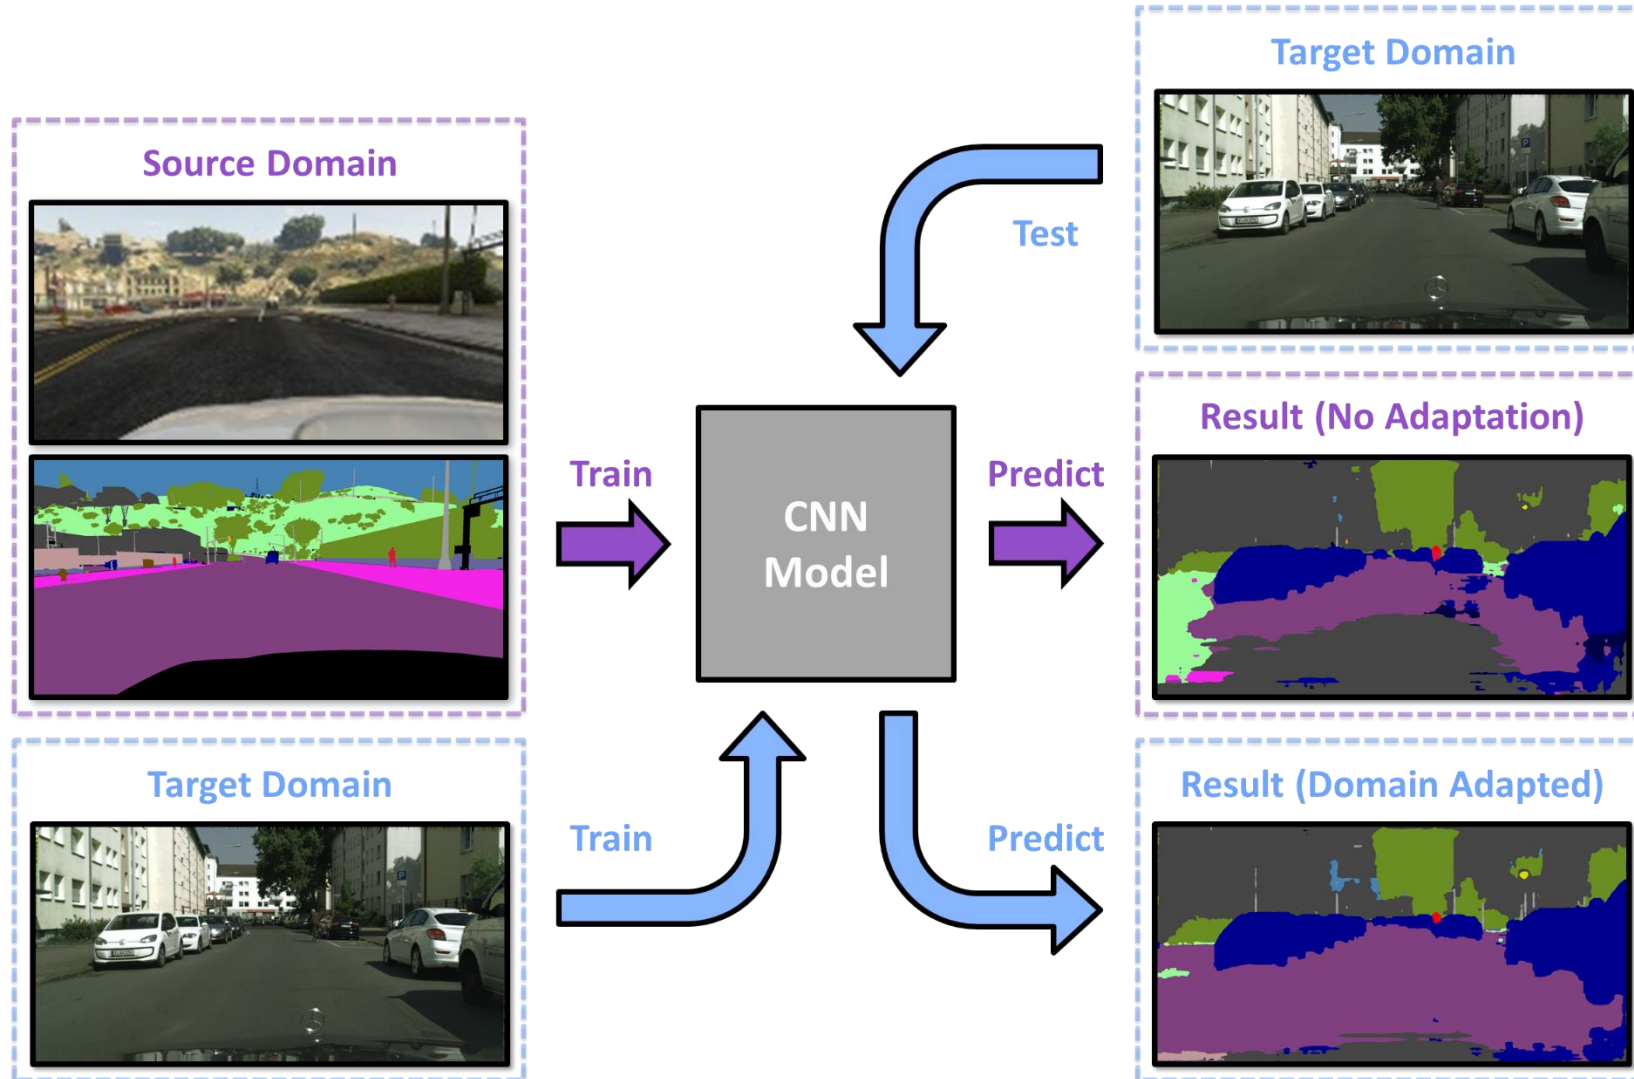 Target Domain
Source Domain
Test
Result (No Adaptation)
Train
Predict
CNN
Model
Target Domain
Result (Domain Adapted)
Train
Predict